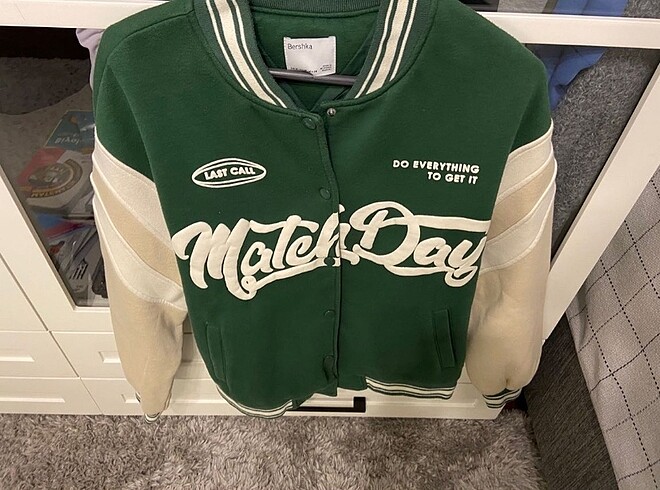 Bershka
LAST CALL
DO EVERYTHING
TO GET IT
Match Day